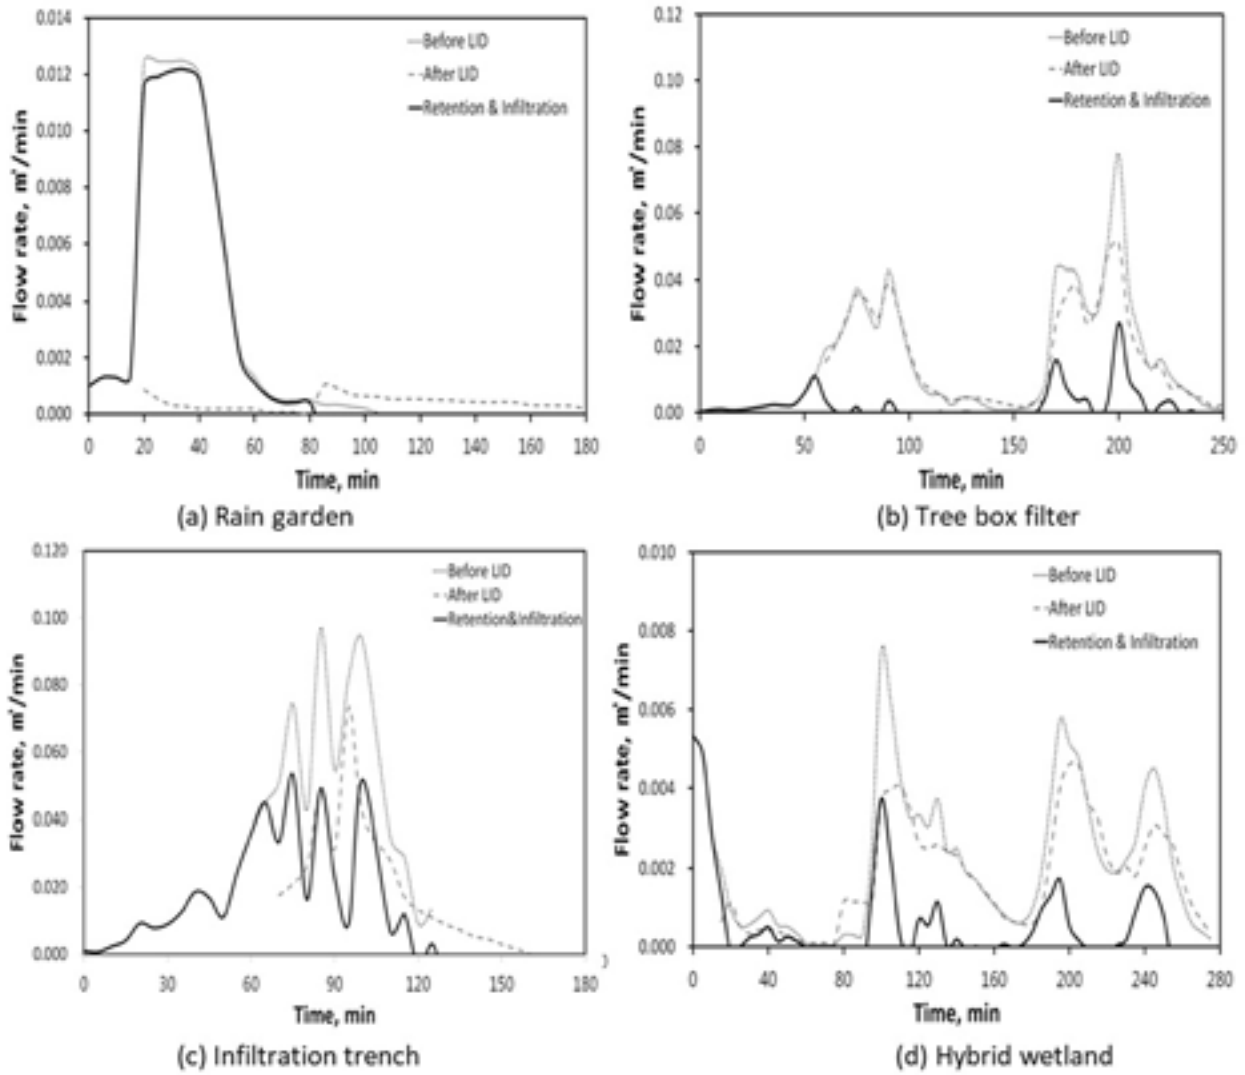 0.014
0.012
0.010
0.008
0.006
0.004
0.002
0.000
Flow rate, m³/min
Before LID
After LID
Retention & Infiltration
0 20 40 60 80 100 120 140 160 180
Time, min
(a) Rain garden
0.12
0.10
0.08
0.06
0.04
0.02
0.00
Flow rate, m³/min
Before LID
After LID
Retention & Infiltration
0 50 100 150 200 250
Time, min
(b) Tree box filter
0.120
0.100
0.080
0.060
0.040
0.020
0.000
Flow rate, m³/min
Before LID
After LID
Retention&Infiltration
0 30 60 90 120 150 180
Time, min
(c) Infiltration trench
0.010
0.008
0.006
0.004
0.002
0.000
Flow rate, m³/min
Before LID
After LID
Retention & Infiltration
0 40 80 120 160 200 240 280
Time, min
(d) Hybrid wetland